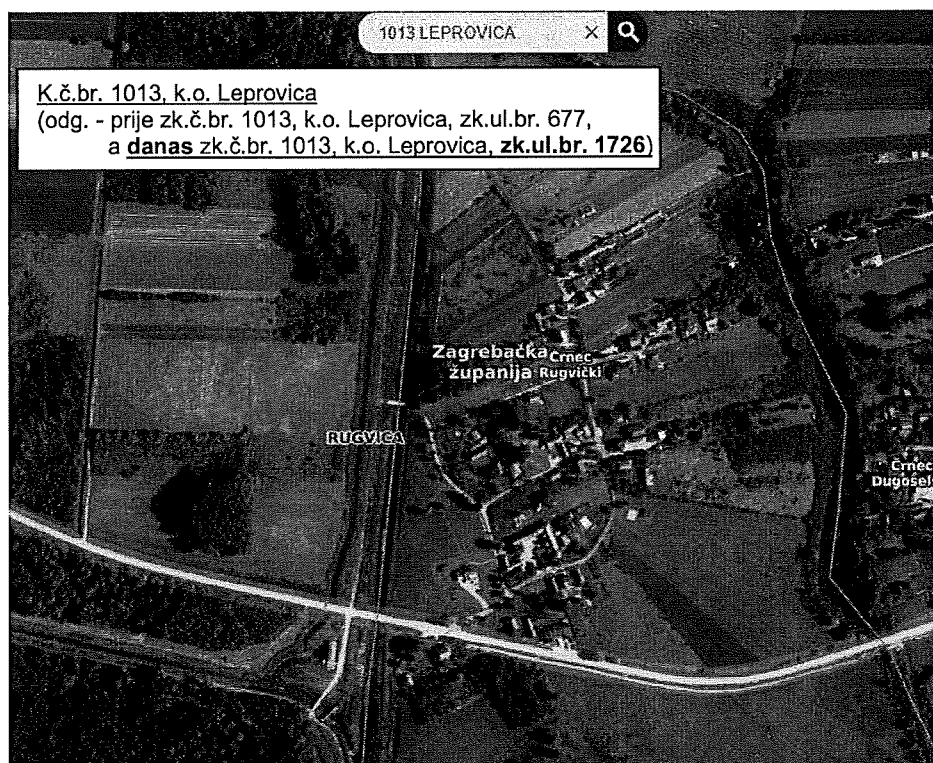 1013 LEPROVICA
K.č.br. 1013, k.o. Leprovica
(odg. - prije zk.č.br. 1013, k.o. Leprovica, zk.ul.br. 677,
a danas zk.č.br. 1013, k.o. Leprovica, zk.ul.br. 1726)
Zagrebačka
županija
Crnec
Rugvički
RUGVICA
Crnec
Dugosel